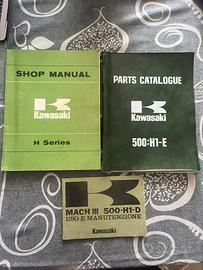 SHOP MANUAL
Kawasaki
H Series
PARTS CATALOGUE
Kawasaki
500·H1-E
MACH III 500·H1·D
USO E MANUTENZIONE
Kawasaki